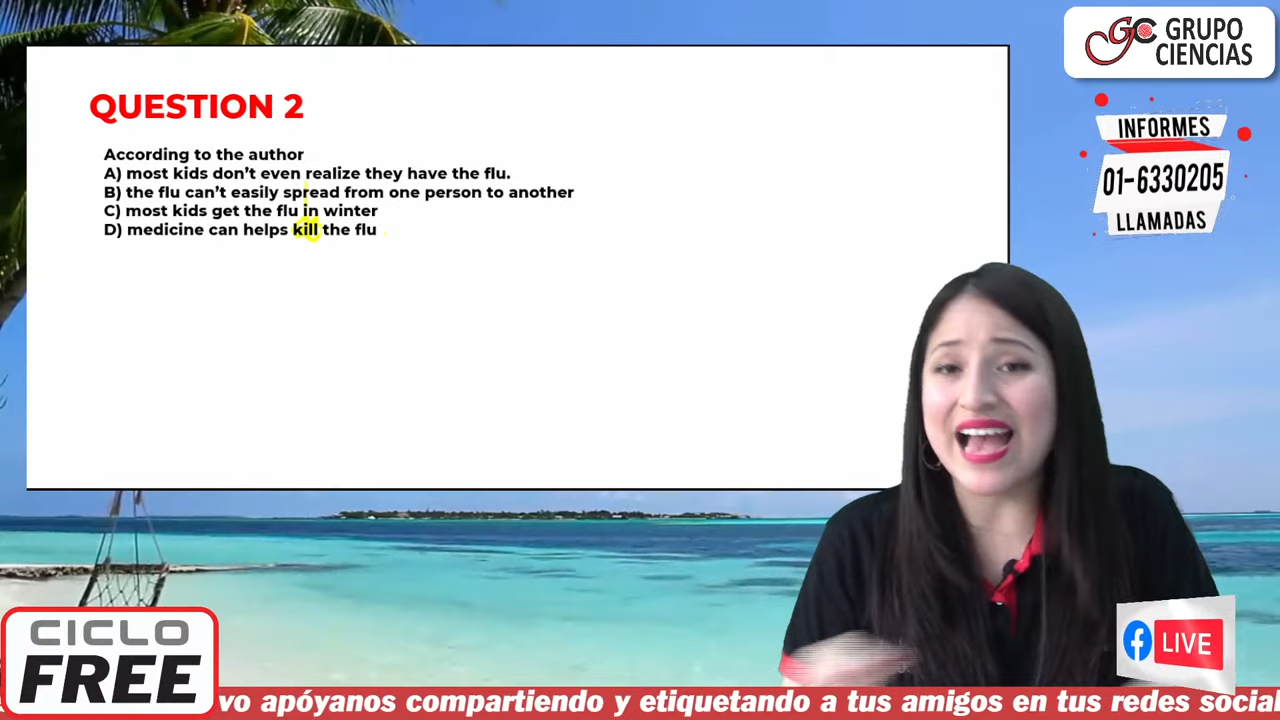 GC GRUPO
CIENCIAS
QUESTION 2
INFORMES
01-6330205
LLAMADAS
According to the author
A) most kids don’t even realize they have the flu.
B) the flu can’t easily spread from one person to another
C) most kids get the flu in winter
D) medicine can helps kill the flu
CICLO
FREE
LIVE
vo apóyanos compartiendo y etiquetando a tus amigos en tus redes social